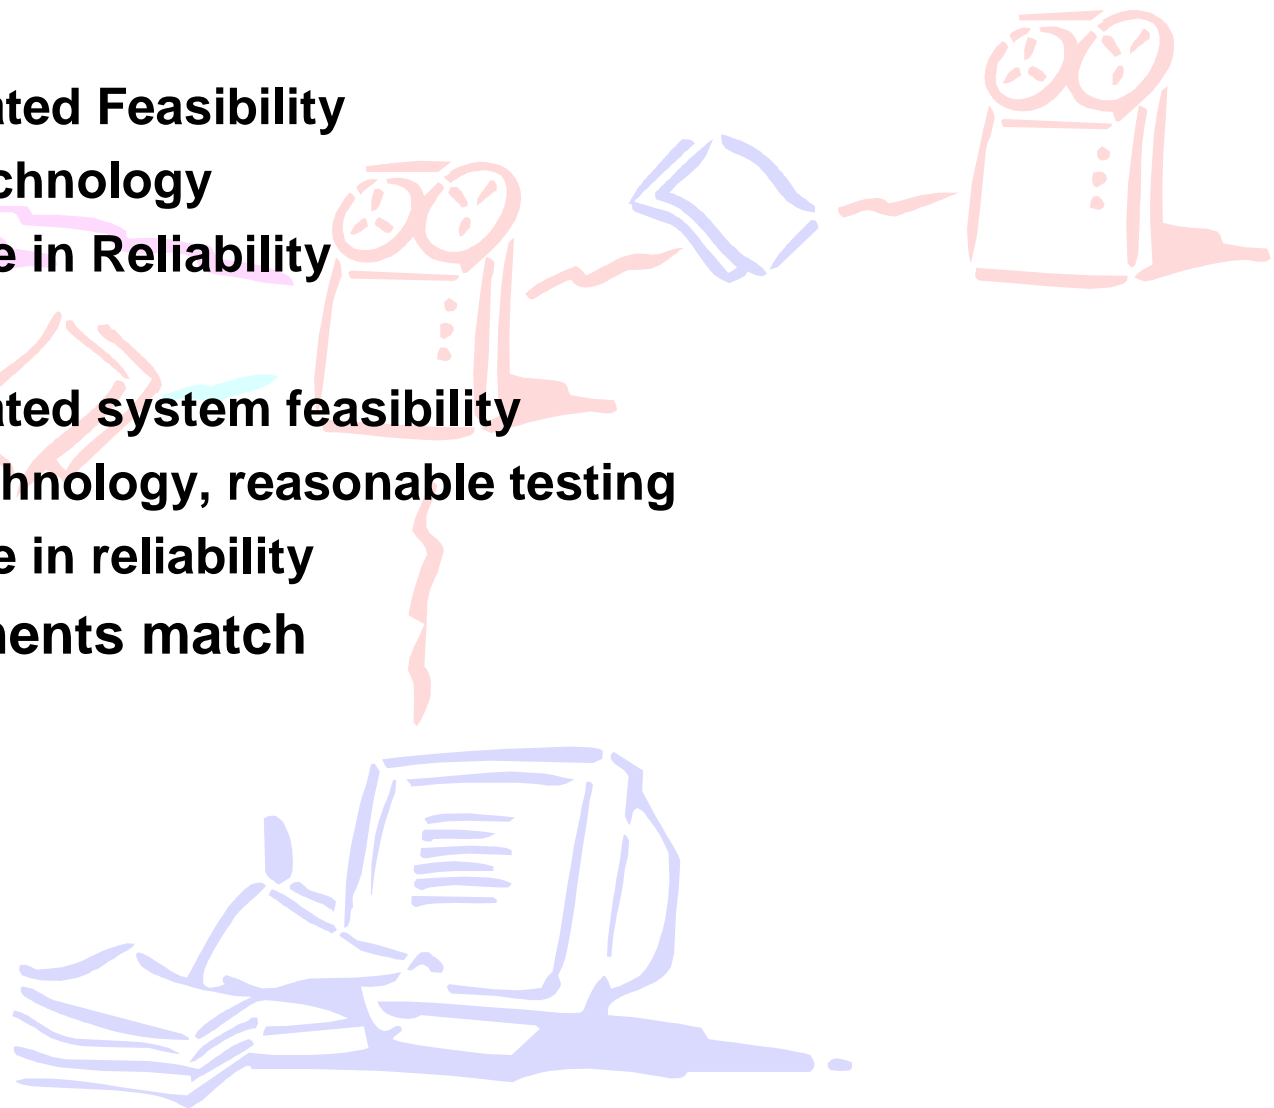 ated Feasibility
chnology
e in Reliability
ated system feasibility
hnology, reasonable testing
e in reliability
nents match